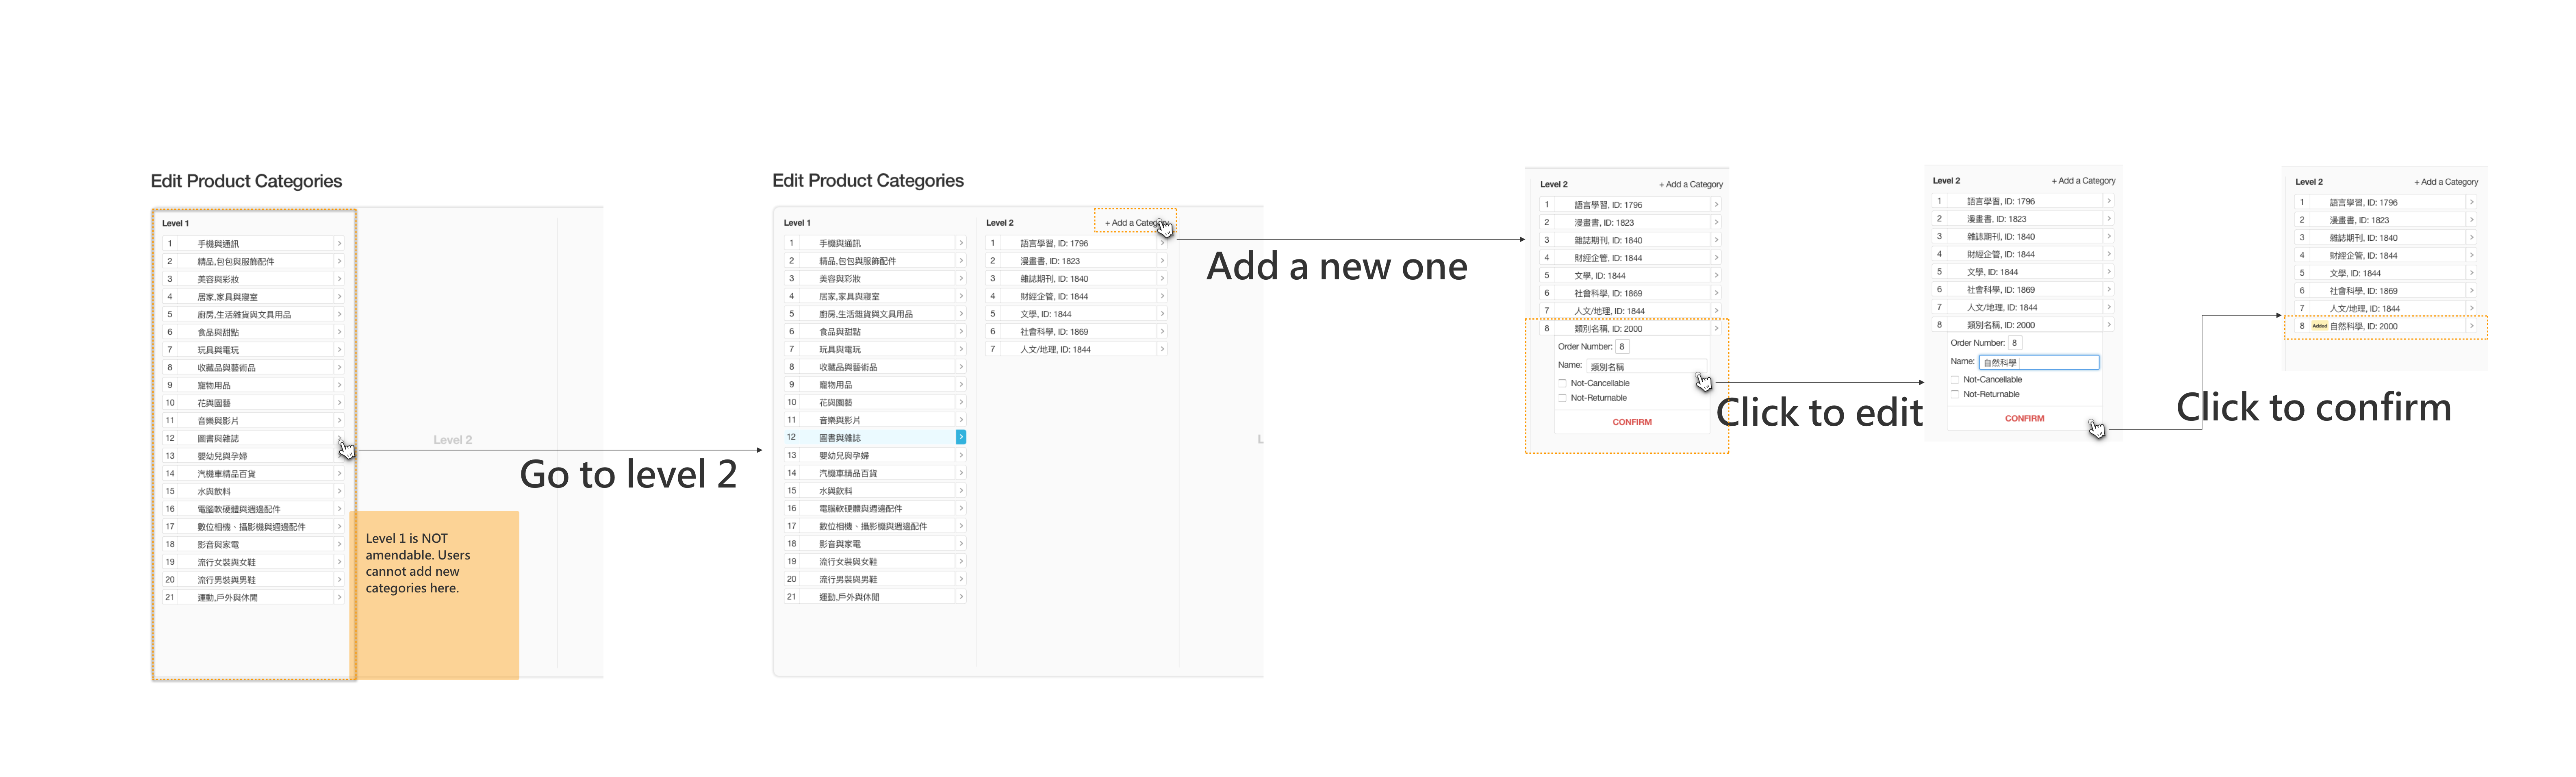 Edit Product Categories
Level 1
1 手機與通訊
2 精品,包包與服飾配件
3 美容與彩妝
4 居家,家具與寢室
5 廚房,生活雜貨與文具用品
6 食品與甜點
7 玩具與電玩
8 收藏品與藝術品
9 寵物用品
10 花與園藝
11 音樂與影片
12 圖書與雜誌
13 嬰幼兒與孕婦
14 汽機車精品百貨
15 水與飲料
16 電腦軟硬體與週邊配件
17 數位相機、攝影機與週邊配件
18 影音與家電
19 流行女裝與女鞋
20 流行男裝與男鞋
21 運動,戶外與休閒
Level 2
Level 1 is NOT
amendable. Users
cannot add new
categories here.
Go to level 2
Edit Product Categories
Level 1
1 手機與通訊
2 精品,包包與服飾配件
3 美容與彩妝
4 居家,家具與寢室
5 廚房,生活雜貨與文具用品
6 食品與甜點
7 玩具與電玩
8 收藏品與藝術品
9 寵物用品
10 花與園藝
11 音樂與影片
12 圖書與雜誌
13 嬰幼兒與孕婦
14 汽機車精品百貨
15 水與飲料
16 電腦軟硬體與週邊配件
17 數位相機、攝影機與週邊配件
18 影音與家電
19 流行女裝與女鞋
20 流行男裝與男鞋
21 運動,戶外與休閒
Level 2 + Add a Category
1 語言學習, ID: 1796
2 漫畫書, ID: 1823
3 雜誌期刊, ID: 1840
4 財經企管, ID: 1844
5 文學, ID: 1844
6 社會科學, ID: 1869
7 人文/地理, ID: 1844
L
Add a new one
Level 2 + Add a Category
1 語言學習, ID: 1796
2 漫畫書, ID: 1823
3 雜誌期刊, ID: 1840
4 財經企管, ID: 1844
5 文學, ID: 1844
6 社會科學, ID: 1869
7 人文/地理, ID: 1844
8 類別名稱, ID: 2000
Order Number: 8
Name: 類別名稱
Not-Cancellable
Not-Returnable
CONFIRM
Click to edit
Level 2 + Add a Category
1 語言學習, ID: 1796
2 漫畫書, ID: 1823
3 雜誌期刊, ID: 1840
4 財經企管, ID: 1844
5 文學, ID: 1844
6 社會科學, ID: 1869
7 人文/地理, ID: 1844
8 類別名稱, ID: 2000
Order Number: 8
Name: 自然科學
Not-Cancellable
Not-Returnable
CONFIRM
Click to confirm
Level 2 + Add a Category
1 語言學習, ID: 1796
2 漫畫書, ID: 1823
3 雜誌期刊, ID: 1840
4 財經企管, ID: 1844
5 文學, ID: 1844
6 社會科學, ID: 1869
7 人文/地理, ID: 1844
8 Added 自然科學, ID: 2000